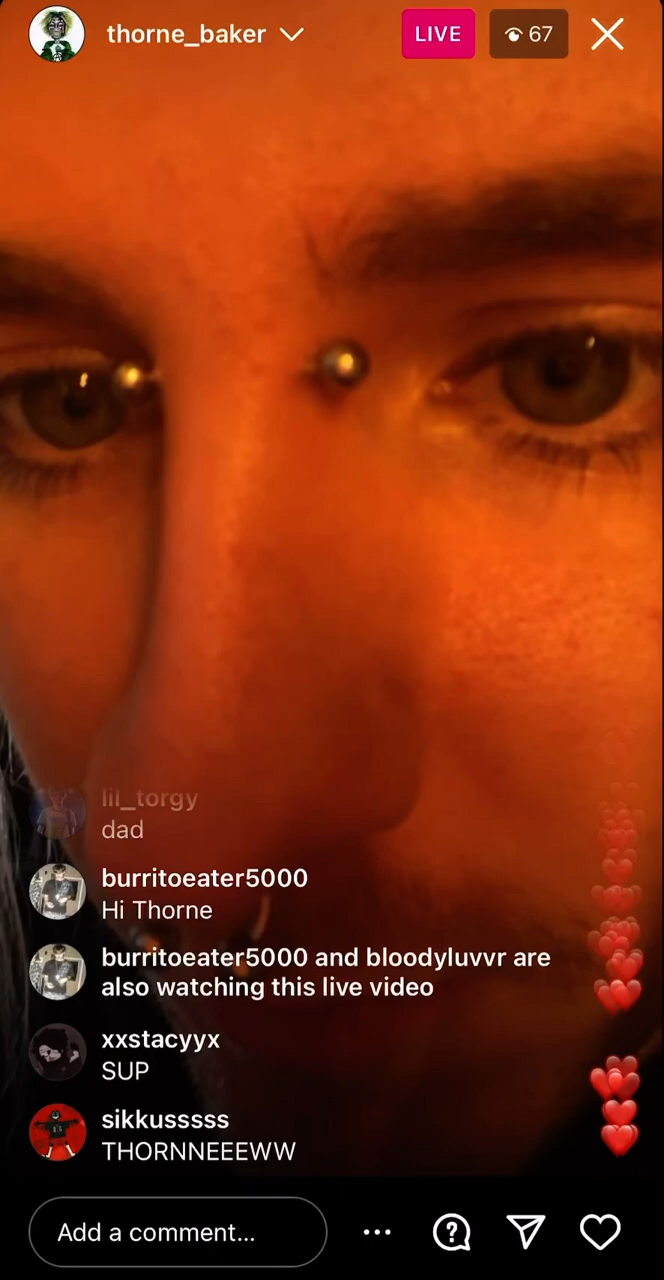 thorne_baker
LIVE
67
lil_torgy
dad
burritoeater5000
Hi Thorne
burritoeater5000 and bloodyluvvr are
also watching this live video
xxstacyyx
SUP
sikkusssss
THORNNEEEWW
Add a comment...